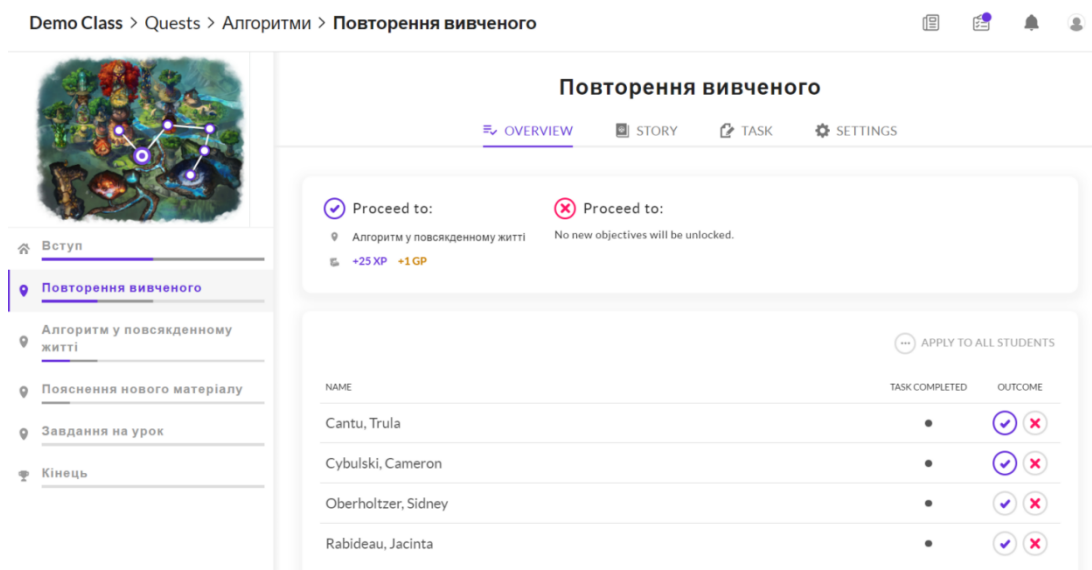 Demo Class > Quests > Алгоритми > Повторення вивченого
Вступ
Повторення вивченого
Алгоритм у повсякденному
житті
Пояснення нового матеріалу
Завдання на урок
Кінець
Повторення вивченого
OVERVIEW STORY TASK SETTINGS
Proceed to:
Алгоритм у повсякденному житті
+25 XP +1 GP
Proceed to:
No new objectives will be unlocked.
APPLY TO ALL STUDENTS
NAME TASK COMPLETED OUTCOME
Cantu, Trula
Cybulski, Cameron
Oberholtzer, Sidney
Rabideau, Jacinta